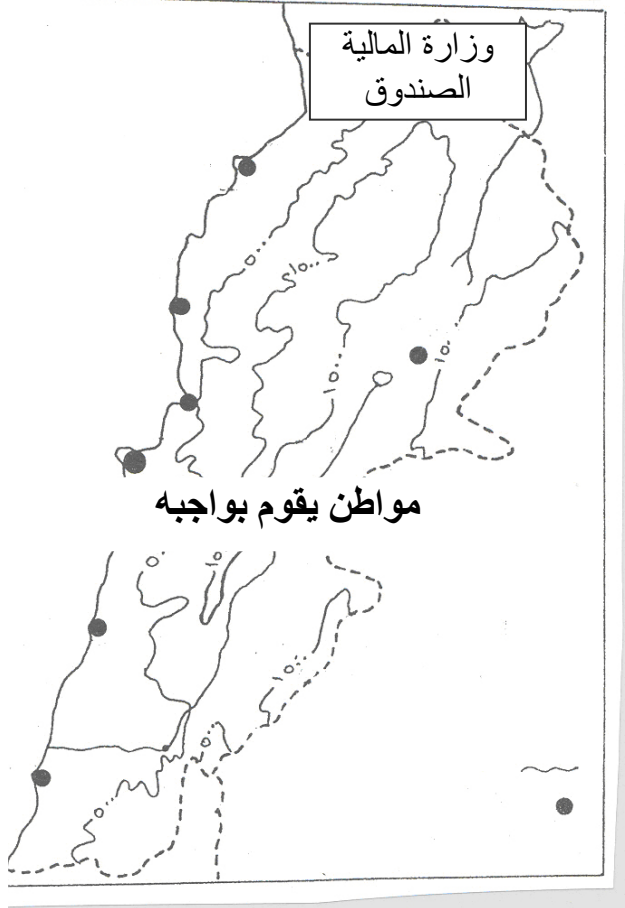 وزارة المالية
الصندوق
مواطن يقوم بواجبه